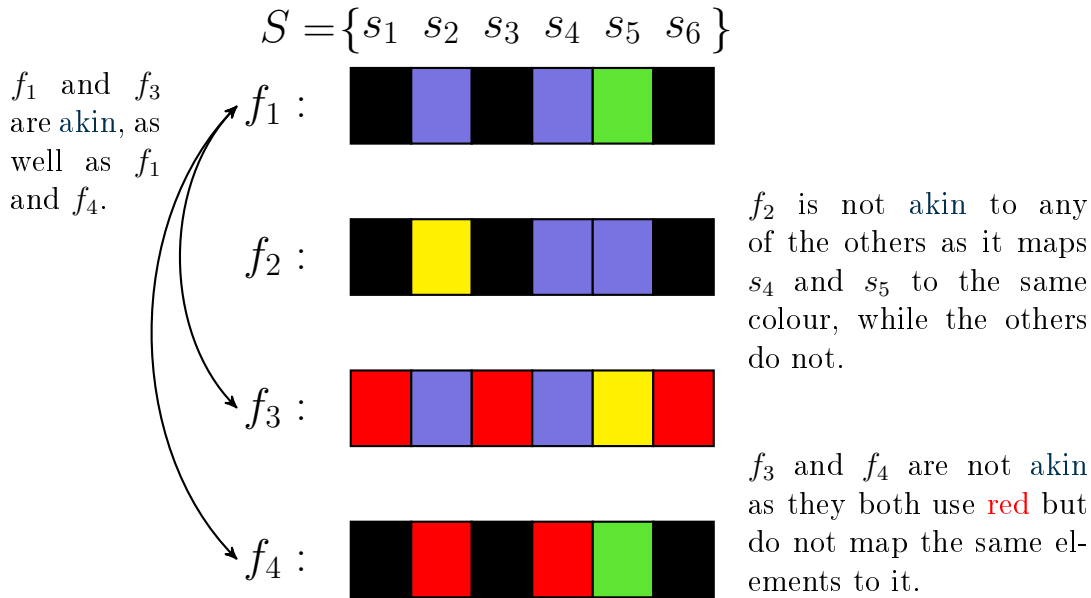 S = {s₁ s₂ s₃ s₄ s₅ s₆ }
f₁ and f₃
are akin, as
well as f₁
and f₄.
f₁ :
f₂ is not akin to any
of the others as it maps
s₄ and s₅ to the same
colour, while the others
do not.
f₂ :
f₃ :
f₃ and f₄ are not akin
as they both use red but
do not map the same el-
ements to it.
f₄ :